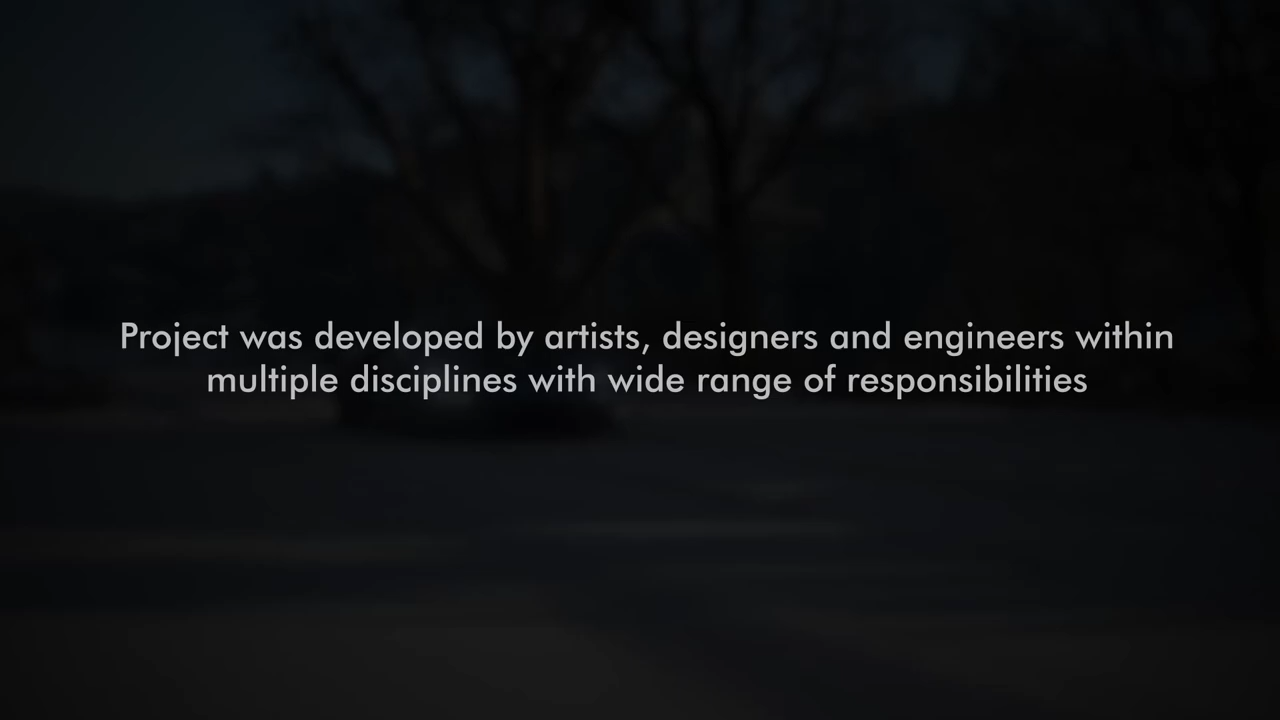 Project was developed by artists, designers and engineers within
multiple disciplines with wide range of responsibilities